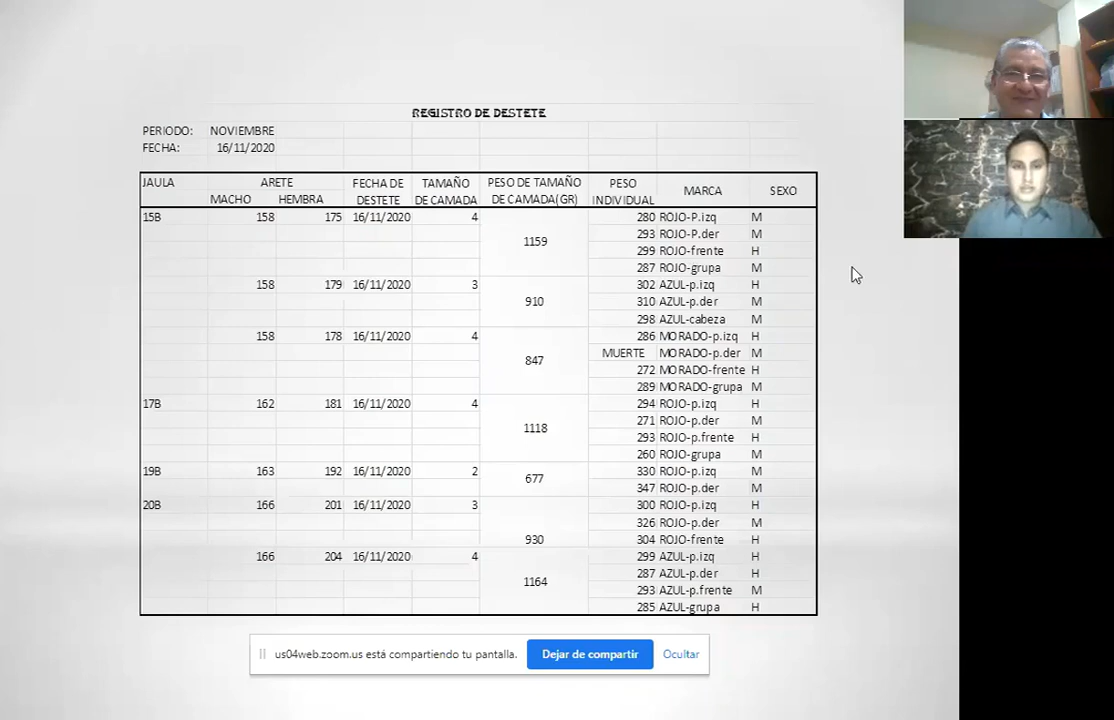 REGISTRO DE DESTETE
PERIODO: NOVIEMBRE
FECHA: 16/11/2020
JAULA ARETE FECHA DE TAMAÑO PESO DE TAMAÑO PESO MARCA SEXO
MACHO HEMBRA DESTETE DE CAMADA DE CAMADA(GR) INDIVIDUAL
15B 158 175 16/11/2020 4 280 ROJO-P.izq M
293 ROJO-P.der M
1159
299 ROJO-frente H
287 ROJO-grupa M
158 179 16/11/2020 3 302 AZUL-p.izq H
910 310 AZUL-p.der M
298 AZUL-cabeza M
158 178 16/11/2020 4 286 MORADO-p.izq H
MUERTE MORADO-p.der M
847
272 MORADO-frente H
289 MORADO-grupa M
17B 162 181 16/11/2020 4 294 ROJO-p.izq H
271 ROJO-p.der M
1118
293 ROJO-p.frente H
260 ROJO-grupa M
19B 163 192 16/11/2020 2 330 ROJO-p.izq M
677
347 ROJO-p.der M
20B 166 201 16/11/2020 3 300 ROJO-p.izq H
326 ROJO-p.der M
930 304 ROJO-frente H
166 204 16/11/2020 4 299 AZUL-p.izq H
287 AZUL-p.der H
1164
293 AZUL-p.frente M
285 AZUL-grupa H
us04web.zoom.us está compartiendo tu pantalla. Dejar de compartir Ocultar